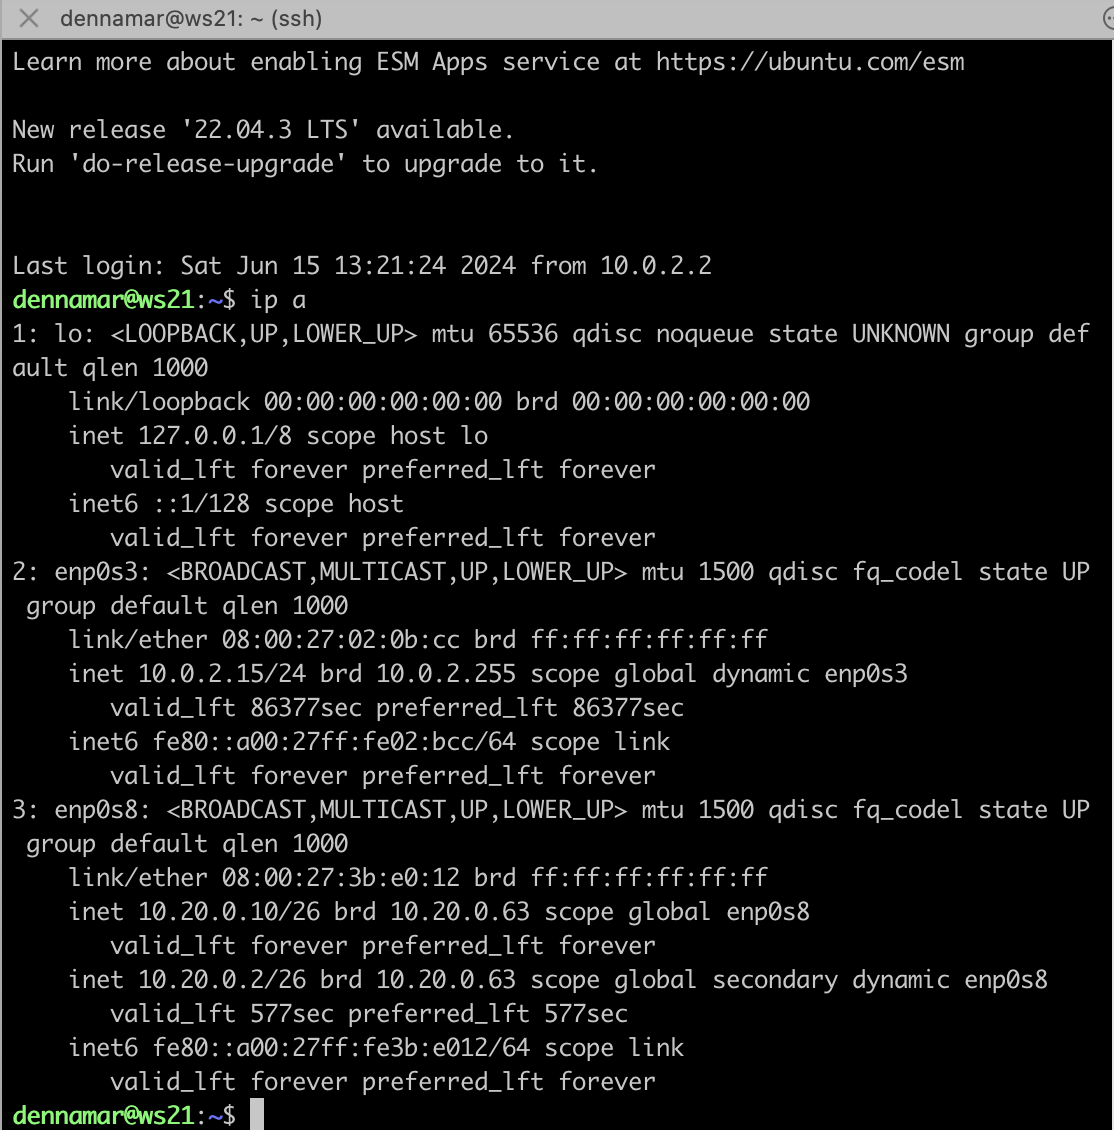 dennamar@ws21: ~ (ssh)
Learn more about enabling ESM Apps service at https://ubuntu.com/esm
New release '22.04.3 LTS' available.
Run 'do-release-upgrade' to upgrade to it.
Last login: Sat Jun 15 13:21:24 2024 from 10.0.2.2
dennamar@ws21:~$ ip a
1: lo: <LOOPBACK,UP,LOWER_UP> mtu 65536 qdisc noqueue state UNKNOWN group def
ault qlen 1000
    link/loopback 00:00:00:00:00:00 brd 00:00:00:00:00:00
    inet 127.0.0.1/8 scope host lo
       valid_lft forever preferred_lft forever
    inet6 ::1/128 scope host
       valid_lft forever preferred_lft forever
2: enp0s3: <BROADCAST,MULTICAST,UP,LOWER_UP> mtu 1500 qdisc fq_codel state UP
 group default qlen 1000
    link/ether 08:00:27:02:0b:cc brd ff:ff:ff:ff:ff:ff
    inet 10.0.2.15/24 brd 10.0.2.255 scope global dynamic enp0s3
       valid_lft 86377sec preferred_lft 86377sec
    inet6 fe80::a00:27ff:fe02:bcc/64 scope link
       valid_lft forever preferred_lft forever
3: enp0s8: <BROADCAST,MULTICAST,UP,LOWER_UP> mtu 1500 qdisc fq_codel state UP
 group default qlen 1000
    link/ether 08:00:27:3b:e0:12 brd ff:ff:ff:ff:ff:ff
    inet 10.20.0.10/26 brd 10.20.0.63 scope global enp0s8
       valid_lft forever preferred_lft forever
    inet 10.20.0.2/26 brd 10.20.0.63 scope global secondary dynamic enp0s8
       valid_lft 577sec preferred_lft 577sec
    inet6 fe80::a00:27ff:fe3b:e012/64 scope link
       valid_lft forever preferred_lft forever
dennamar@ws21:~$